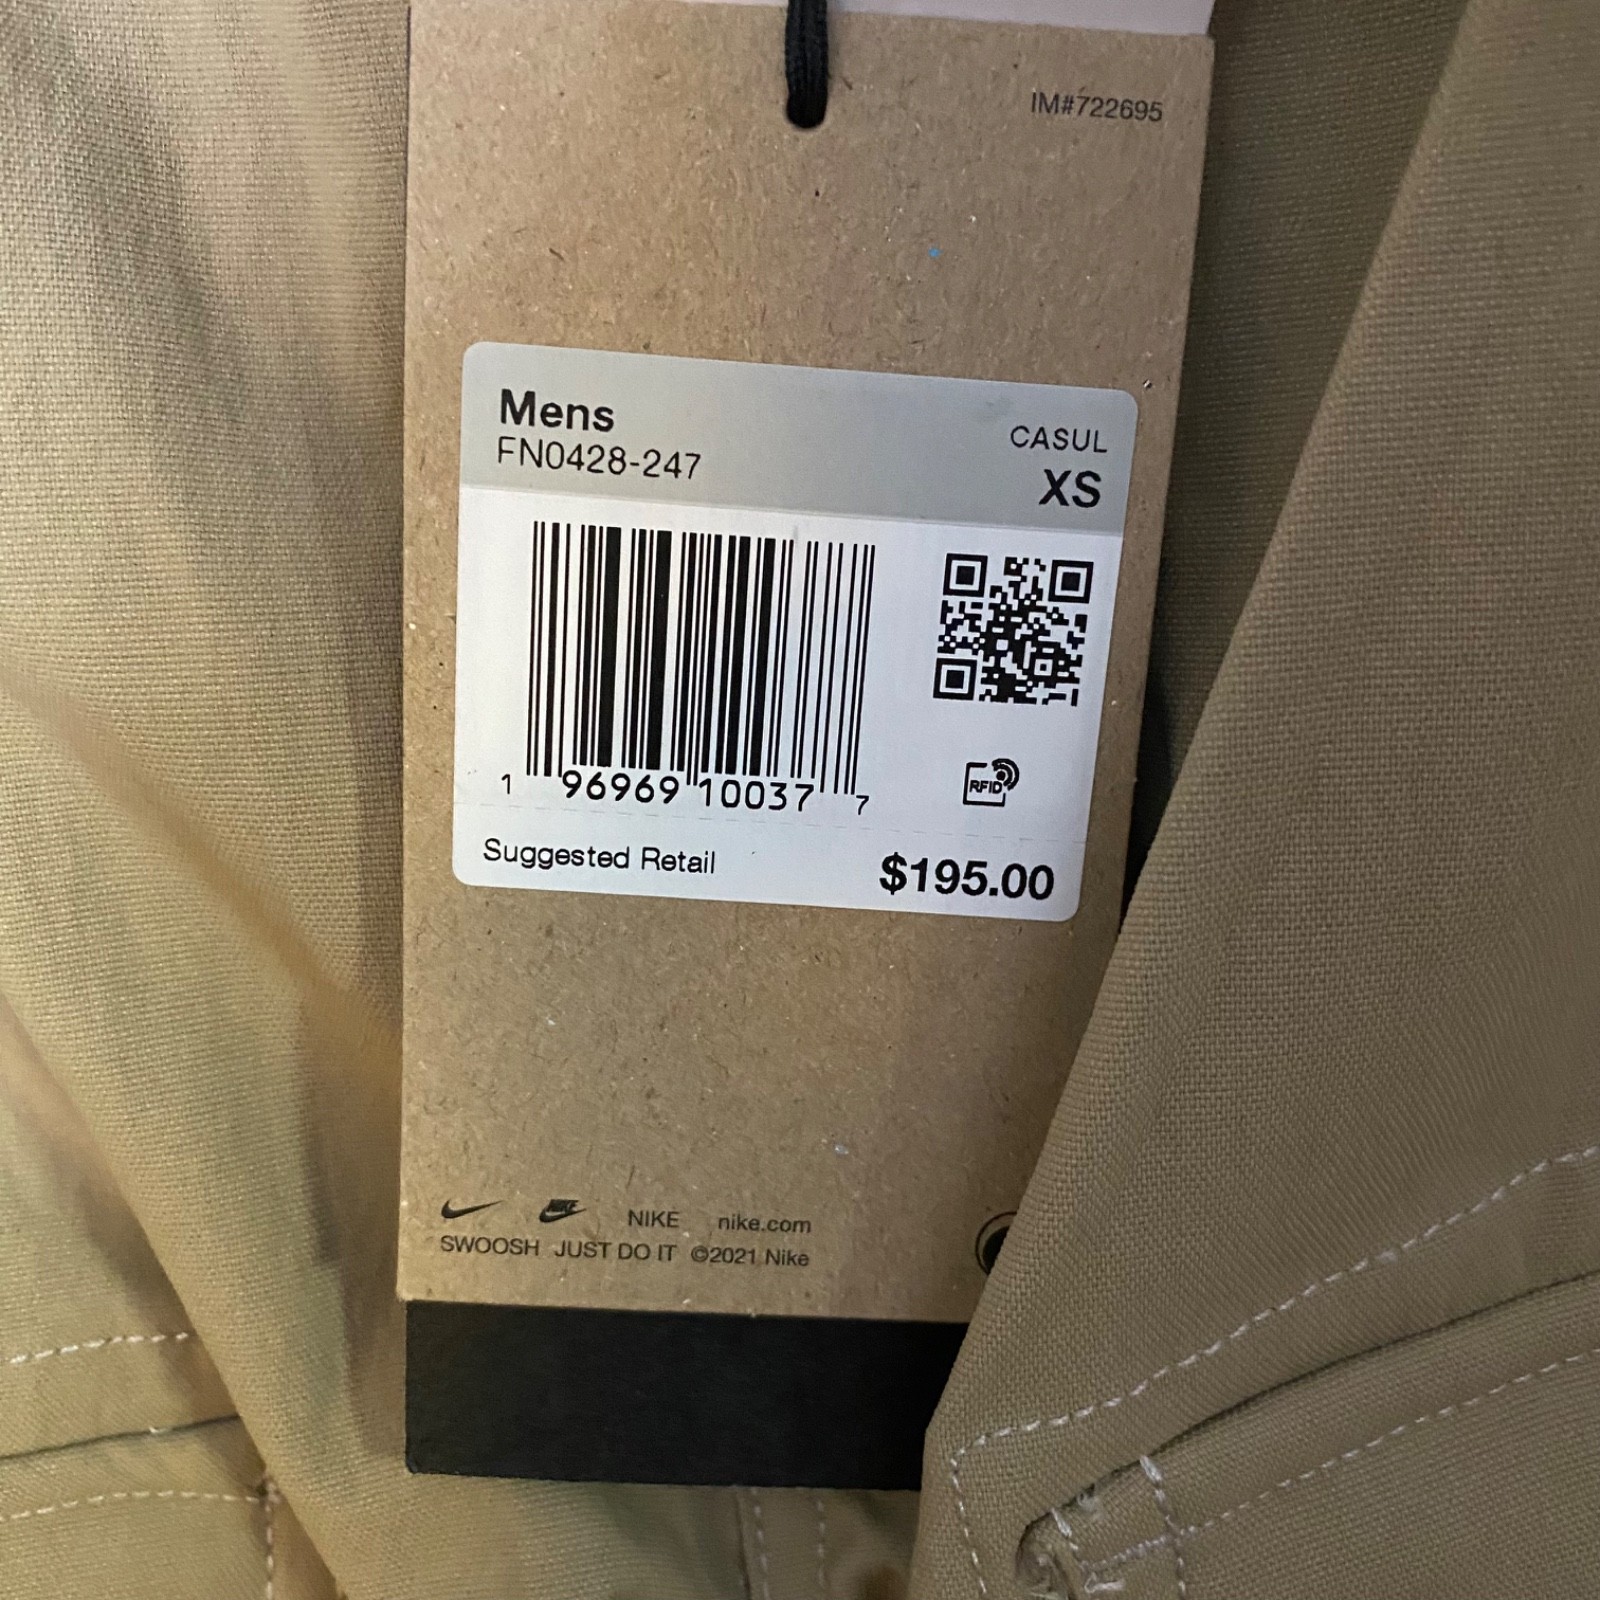 IM#722695
Mens
FN0428-247
CASUL
XS
1 96969 10037 7
RFID
Suggested Retail $195.00
NIKE NIKE nike.com
SWOOSH JUST DO IT ©2021 Nike